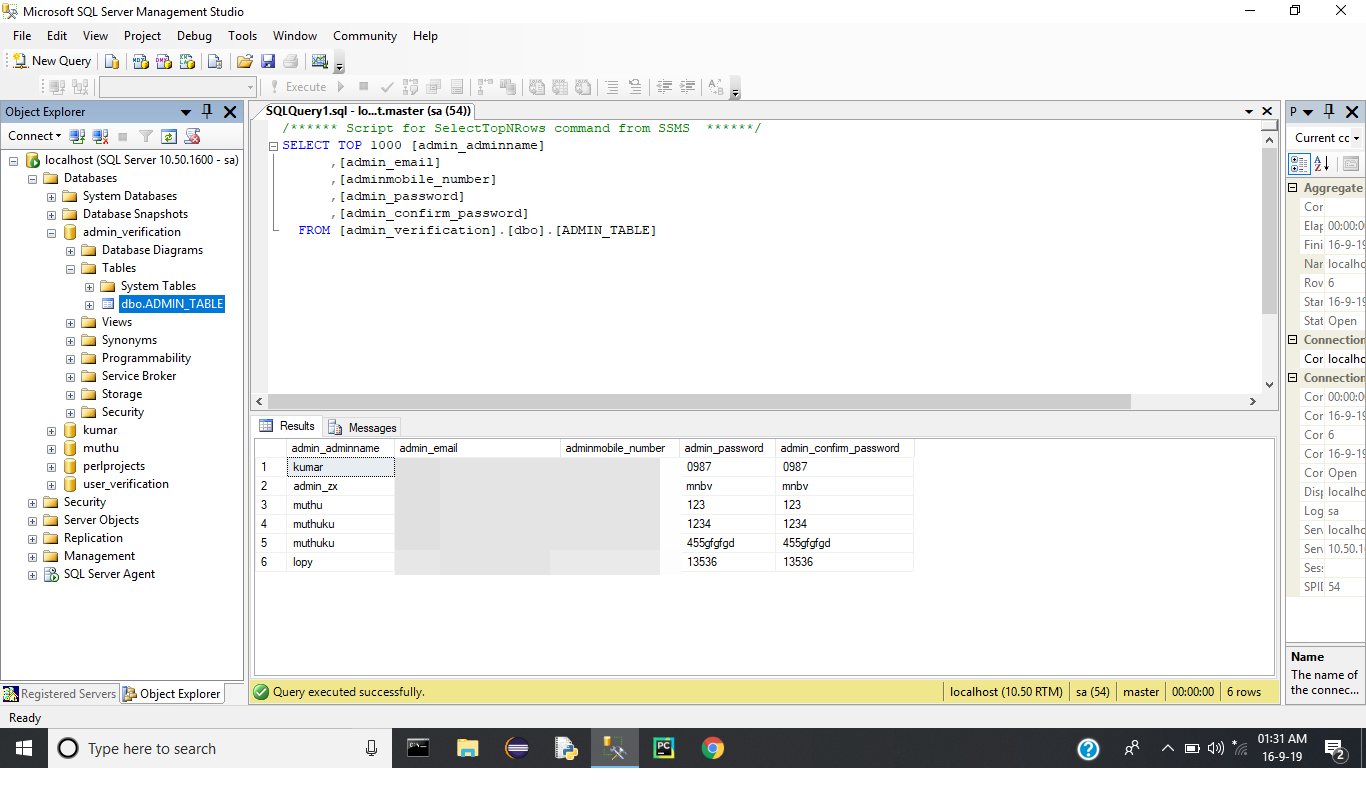 Microsoft SQL Server Management Studio
File Edit View Project Debug Tools Window Community Help
New Query
Execute
Object Explorer
Connect
localhost (SQL Server 10.50.1600 - sa)
Databases
System Databases
Database Snapshots
admin_verification
Database Diagrams
Tables
System Tables
dbo.ADMIN_TABLE
Views
Synonyms
Programmability
Service Broker
Storage
Security
kumar
muthu
perlprojects
user_verification
Security
Server Objects
Replication
Management
SQL Server Agent
Registered Servers Object Explorer
SQLQuery1.sql - lo...t.master (sa (54))
/****** Script for SelectTopNRows command from SSMS ******/
SELECT TOP 1000 [admin_adminname]
,[admin_email]
,[adminmobile_number]
,[admin_password]
,[admin_confirm_password]
FROM [admin_verification].[dbo].[ADMIN_TABLE]
Results Messages
admin_adminname admin_email adminmobile_number admin_password admin_confirm_password
1 kumar 0987 0987
2 admin_zx mnbv mnbv
3 muthu 123 123
4 muthuku 1234 1234
5 muthuku 455gfgfgd 455gfgfgd
6 lopy 13536 13536
Query executed successfully. localhost (10.50 RTM) sa (54) master 00:00:00 6 rows
P
Current cc
Aggregate
Cor
Elap 00:00:0
Fini 16-9-19
Nar localho
Rov 6
Star 16-9-19
Stat Open
Connection
Cor localho
Connection
Cor 00:00:0
Cor 16-9-19
Cor 6
Cor 16-9-19
Cor Open
Disp localho
Log sa
Serv localho
Serv 10.50.1
Sess
SPID 54
Name
The name of
the connec...
Ready
Type here to search
01:31 AM
16-9-19
2